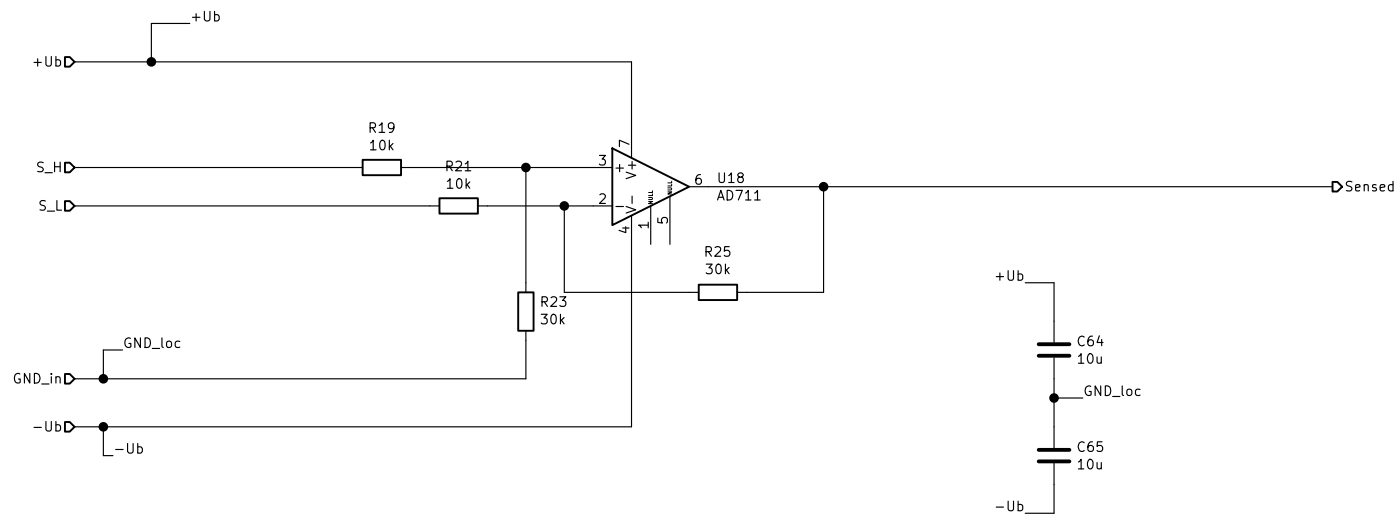 +Ub
+Ub
R19
10k
S_H
R21
10k
S_L
3
2
7
4
+
V+
−
V−
NULL
NULL
1
5
6
U18
AD711
Sensed
R25
30k
R23
30k
GND_loc
GND_in
−Ub
−Ub
+Ub
C64
10u
GND_loc
C65
10u
−Ub